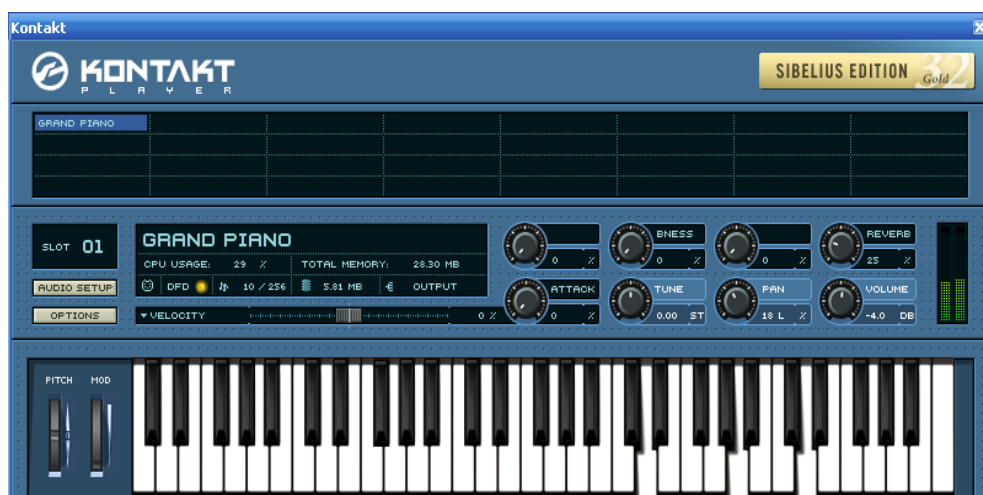 Kontakt
KONTAKT
PLAYER
SIBELIUS EDITION 32
Gold
GRAND PIANO
SLOT 01
GRAND PIANO
CPU USAGE: 29 % TOTAL MEMORY: 28.30 MB
DFD 10 / 256 5.81 MB OUTPUT
VELOCITY 0 %
AUDIO SETUP
OPTIONS
0 %
BNESS
0 %
0 %
REVERB
25 %
ATTACK
0 %
TUNE
0.00 ST
PAN
18 L %
VOLUME
-4.0 DB
PITCH MOD